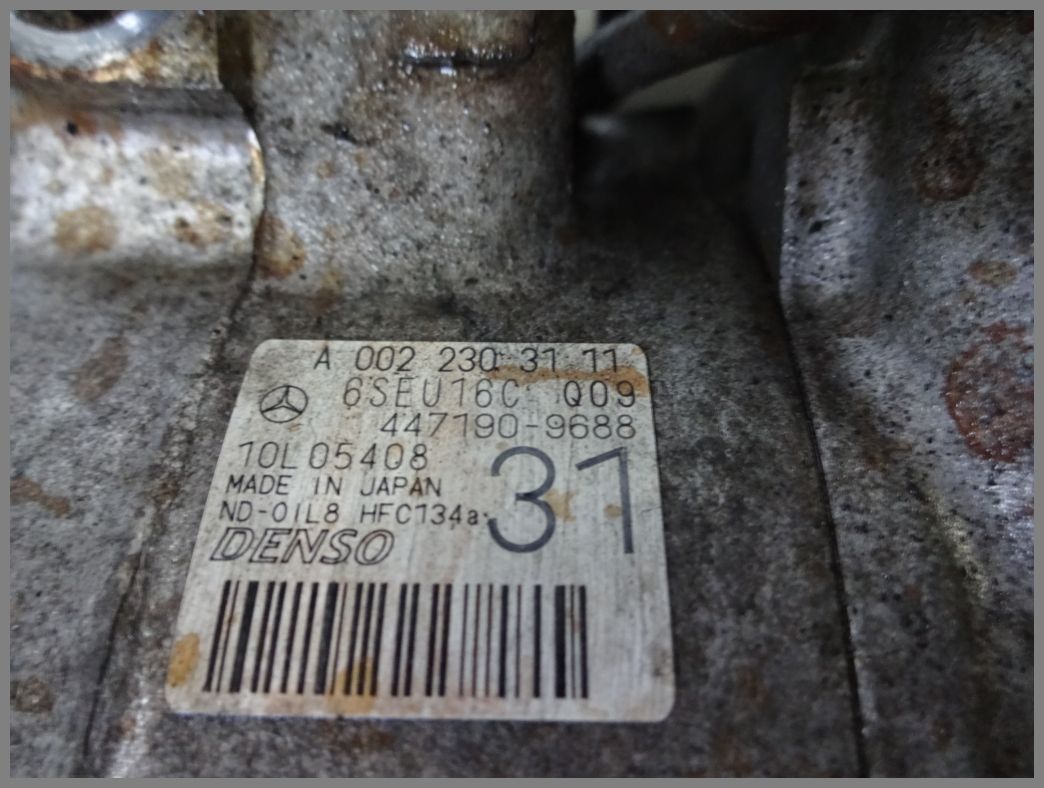 A 002 230 31 11
6SEU16C Q09
447190-9688
10L05408
31
MADE IN JAPAN
ND-OIL8 HFC134a
DENSO